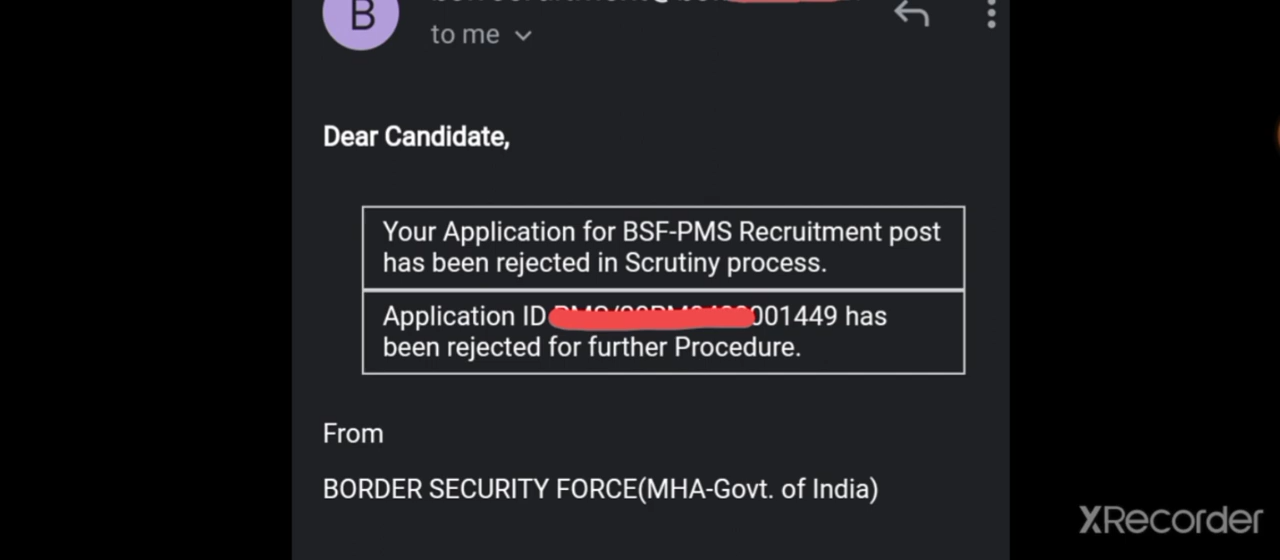 B
to me
Dear Candidate,
Your Application for BSF-PMS Recruitment post
has been rejected in Scrutiny process.
Application ID 001449 has
been rejected for further Procedure.
From
BORDER SECURITY FORCE(MHA-Govt. of India)
XRecorder